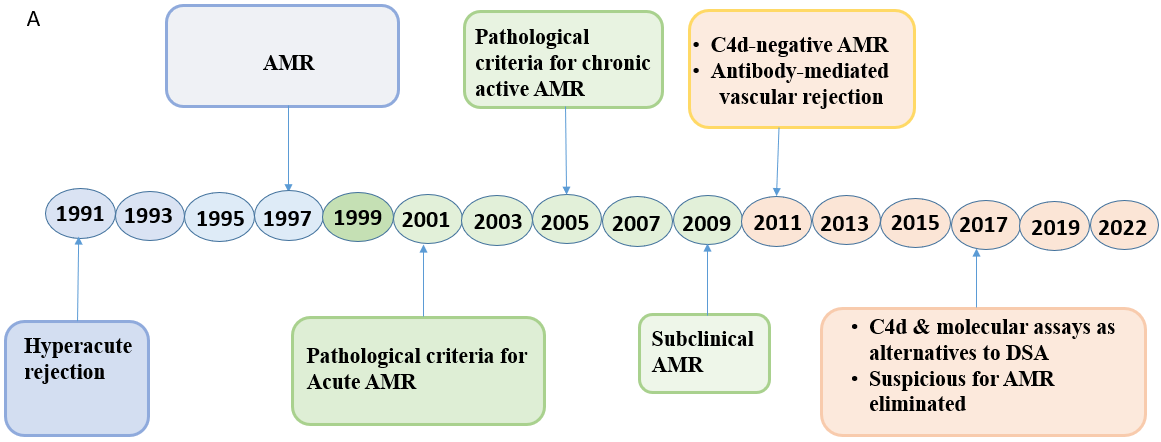 A
AMR
Pathological
criteria for chronic
active AMR
• C4d-negative AMR
• Antibody-mediated
vascular rejection
1991 1993 1995 1997 1999 2001 2003 2005 2007 2009 2011 2013 2015 2017 2019 2022
Hyperacute
rejection
Pathological criteria for
Acute AMR
Subclinical
AMR
• C4d & molecular assays as
alternatives to DSA
• Suspicious for AMR
eliminated